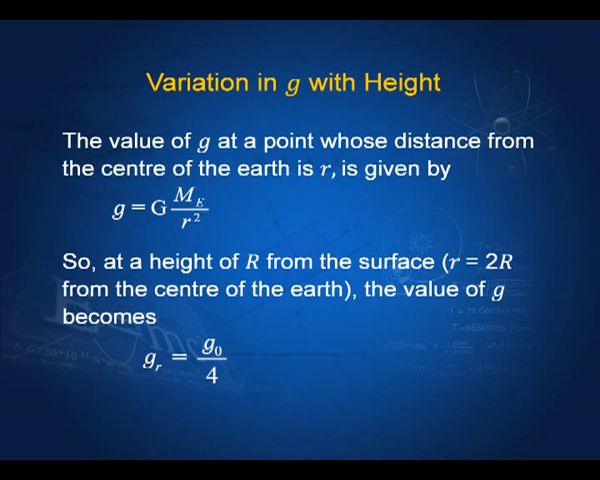 Variation in g with Height
The value of g at a point whose distance from
the centre of the earth is r, is given by
g = G M_E / r²
So, at a height of R from the surface (r = 2R
from the centre of the earth), the value of g
becomes
g_r = g_0 / 4